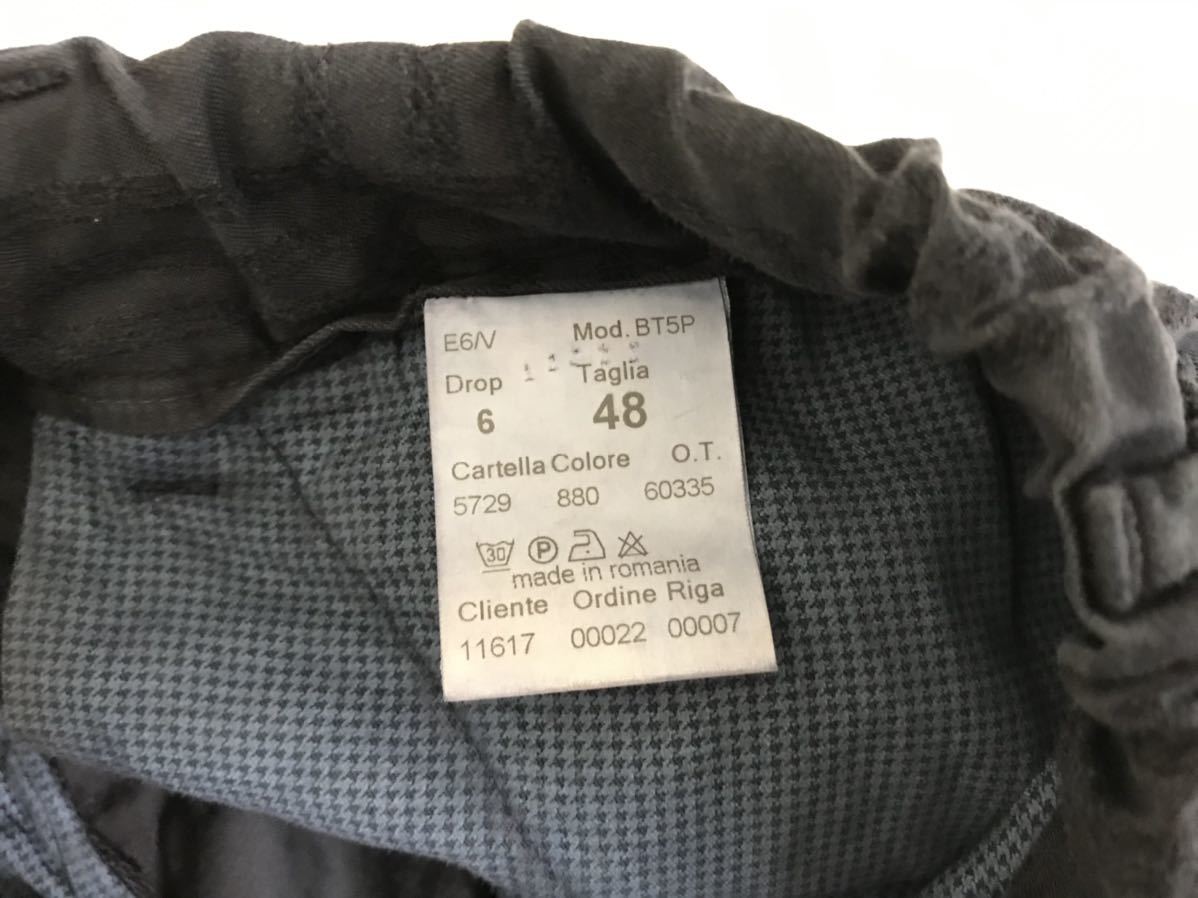 E6/V Mod. BT5P
Drop Taglia
6 48
Cartella Colore O.T.
5729 880 60335
30 P
made in romania
Cliente Ordine Riga
11617 00022 00007